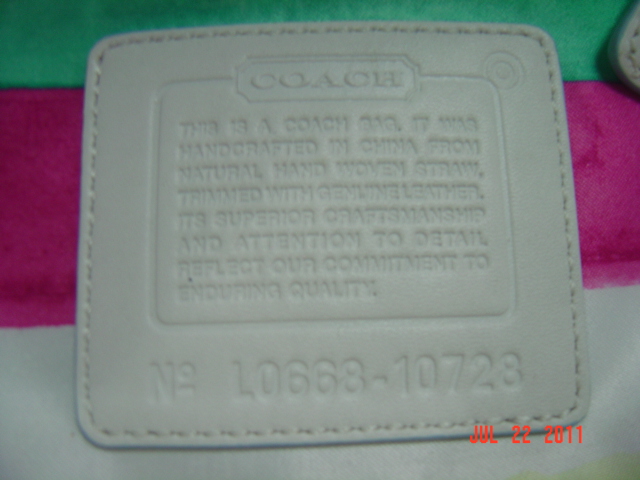 COACH
THIS IS A COACH BAG. IT WAS
HANDCRAFTED IN CHINA FROM
NATURAL HAND WOVEN STRAW,
TRIMMED WITH GENUINE LEATHER.
ITS SUPERIOR CRAFTSMANSHIP
AND ATTENTION TO DETAIL
REFLECT OUR COMMITMENT TO
ENDURING QUALITY.
Nº L0668-10728
JUL 22 2011